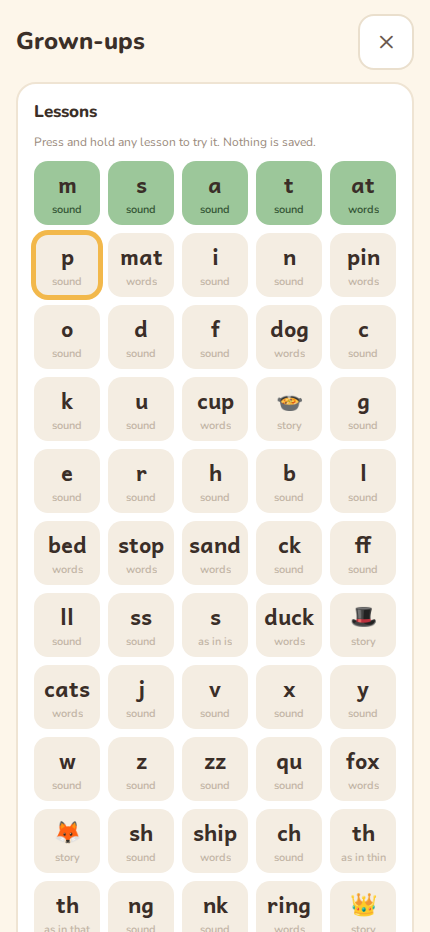 Grown-ups
Lessons
Press and hold any lesson to try it. Nothing is saved.
m s a t at
sound sound sound sound words
p mat i n pin
sound words sound sound words
o d f dog c
sound sound sound words sound
k u cup g
sound sound words story sound
e r h b l
sound sound sound sound sound
bed stop sand ck ff
words words words sound sound
ll ss s duck
sound sound as in is words story
cats j v x y
words sound sound sound sound
w z zz qu fox
sound sound sound sound words
sh ship ch th
story sound words sound as in thin
th ng nk ring
as in that sound sound words story